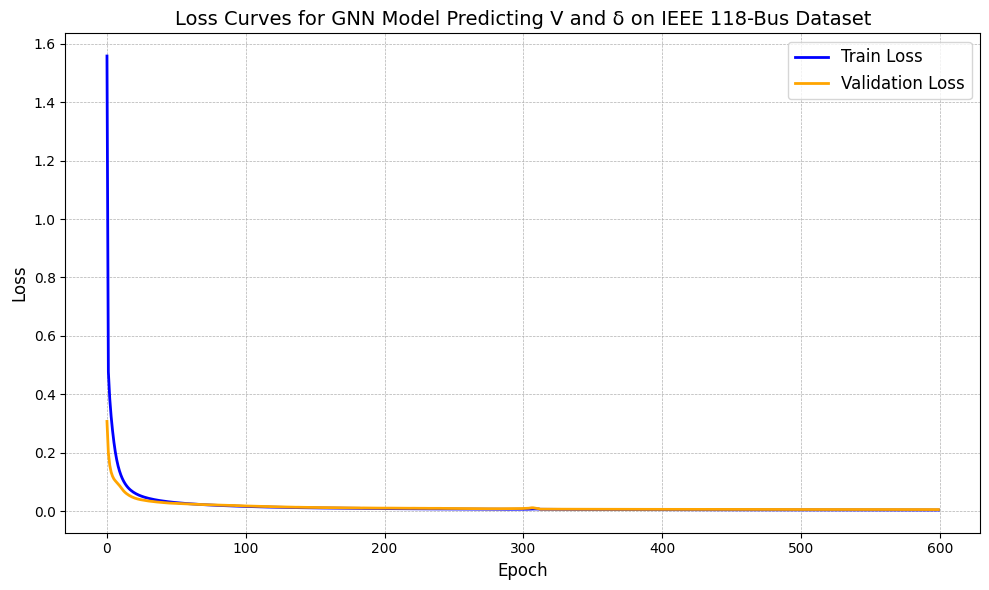 Loss Curves for GNN Model Predicting V and δ on IEEE 118-Bus Dataset
Train Loss
Validation Loss
Loss
1.6
1.4
1.2
1.0
0.8
0.6
0.4
0.2
0.0
0 100 200 300 400 500 600
Epoch